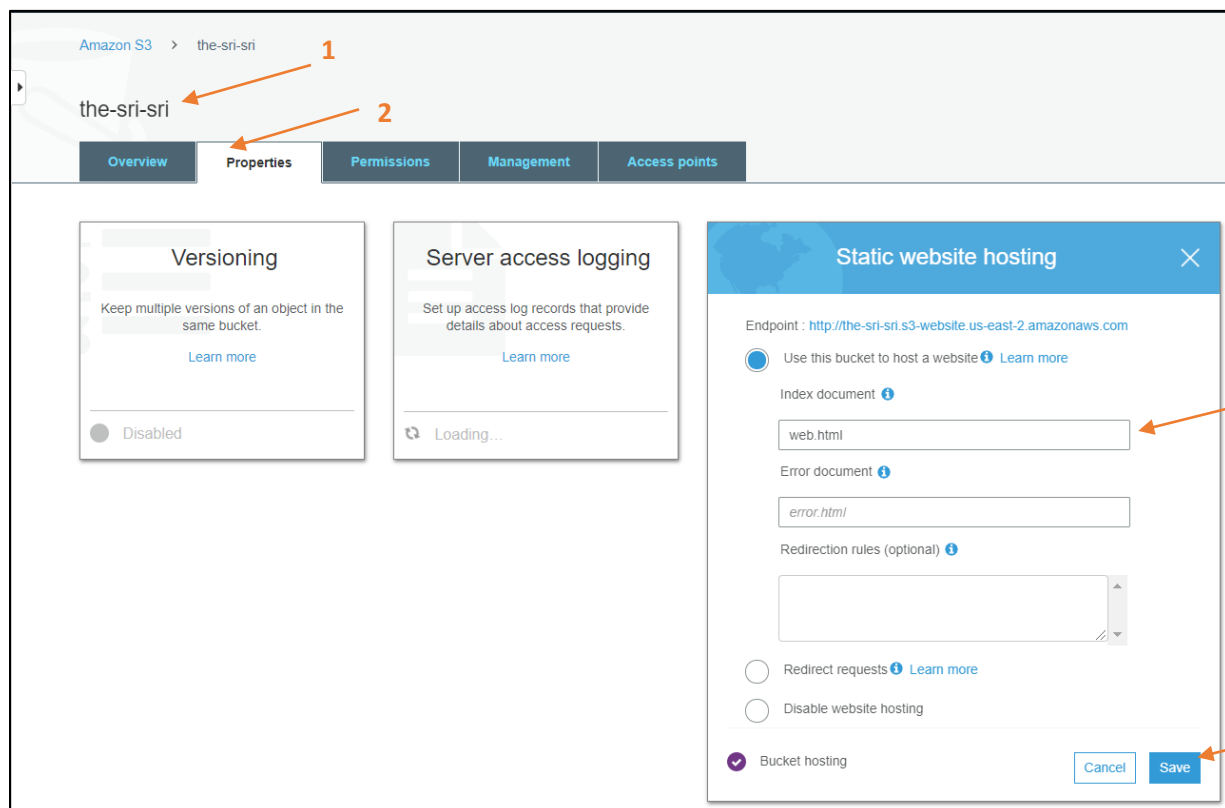 Amazon S3 > the-sri-sri
1
the-sri-sri
2
Overview Properties Permissions Management Access points
Versioning
Keep multiple versions of an object in the
same bucket.
Learn more
Disabled
Server access logging
Set up access log records that provide
details about access requests.
Learn more
Loading...
Static website hosting
Endpoint : http://the-sri-sri.s3-website.us-east-2.amazonaws.com
Use this bucket to host a website Learn more
Index document
web.html
Error document
error.html
Redirection rules (optional)
Redirect requests Learn more
Disable website hosting
Bucket hosting
Cancel Save